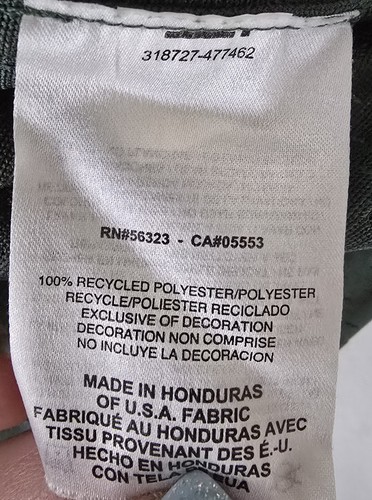 318727-477462
RN#56323 - CA#05553
100% RECYCLED POLYESTER/POLYESTER
RECYCLE/POLIESTER RECICLADO
EXCLUSIVE OF DECORATION
DECORATION NON COMPRISE
NO INCLUYE LA DECORACION
MADE IN HONDURAS
OF U.S.A. FABRIC
FABRIQUÉ AU HONDURAS AVEC
TISSU PROVENANT DES É.-U.
HECHO EN HONDURAS
CON